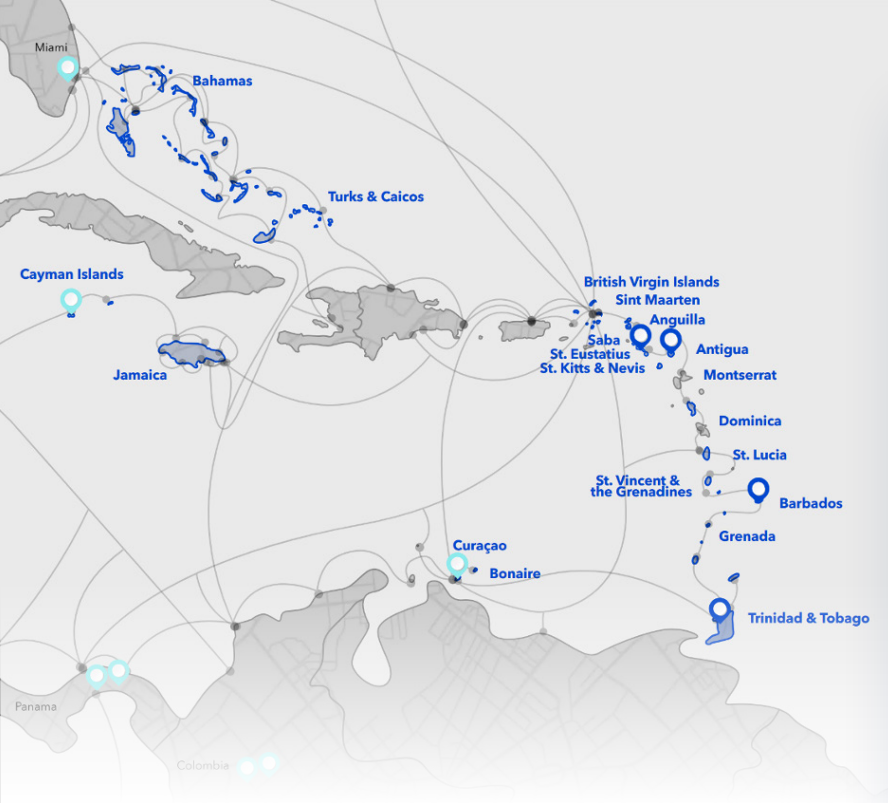 Miami
Bahamas
Turks & Caicos
Cayman Islands
British Virgin Islands
Sint Maarten
Anguilla
Saba
St. Eustatius
St. Kitts & Nevis
Antigua
Jamaica
Montserrat
Dominica
St. Lucia
St. Vincent &
the Grenadines
Barbados
Grenada
Curaçao
Bonaire
Trinidad & Tobago
Panama
Colombia